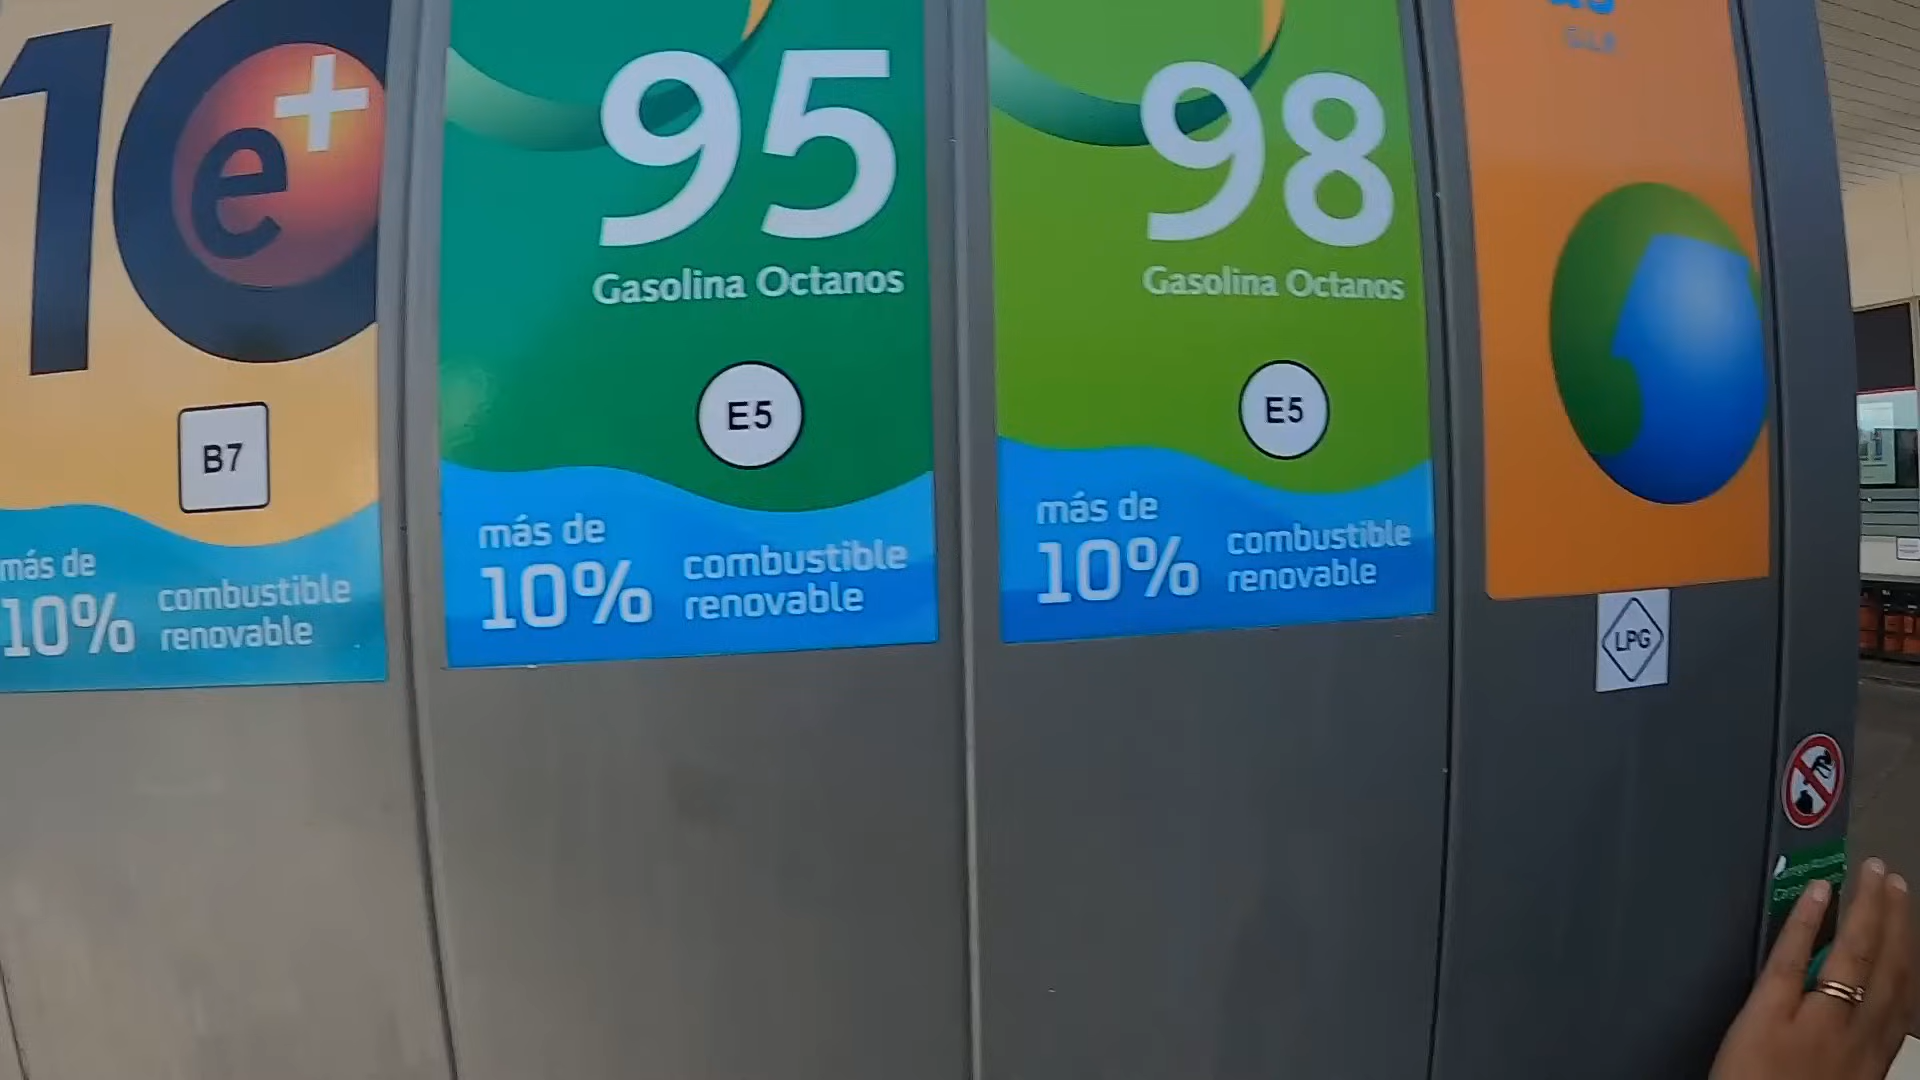 10
e+
B7
más de
10%
combustible
renovable
95
Gasolina Octanos
E5
más de
10%
combustible
renovable
98
Gasolina Octanos
E5
más de
10%
combustible
renovable
LPG